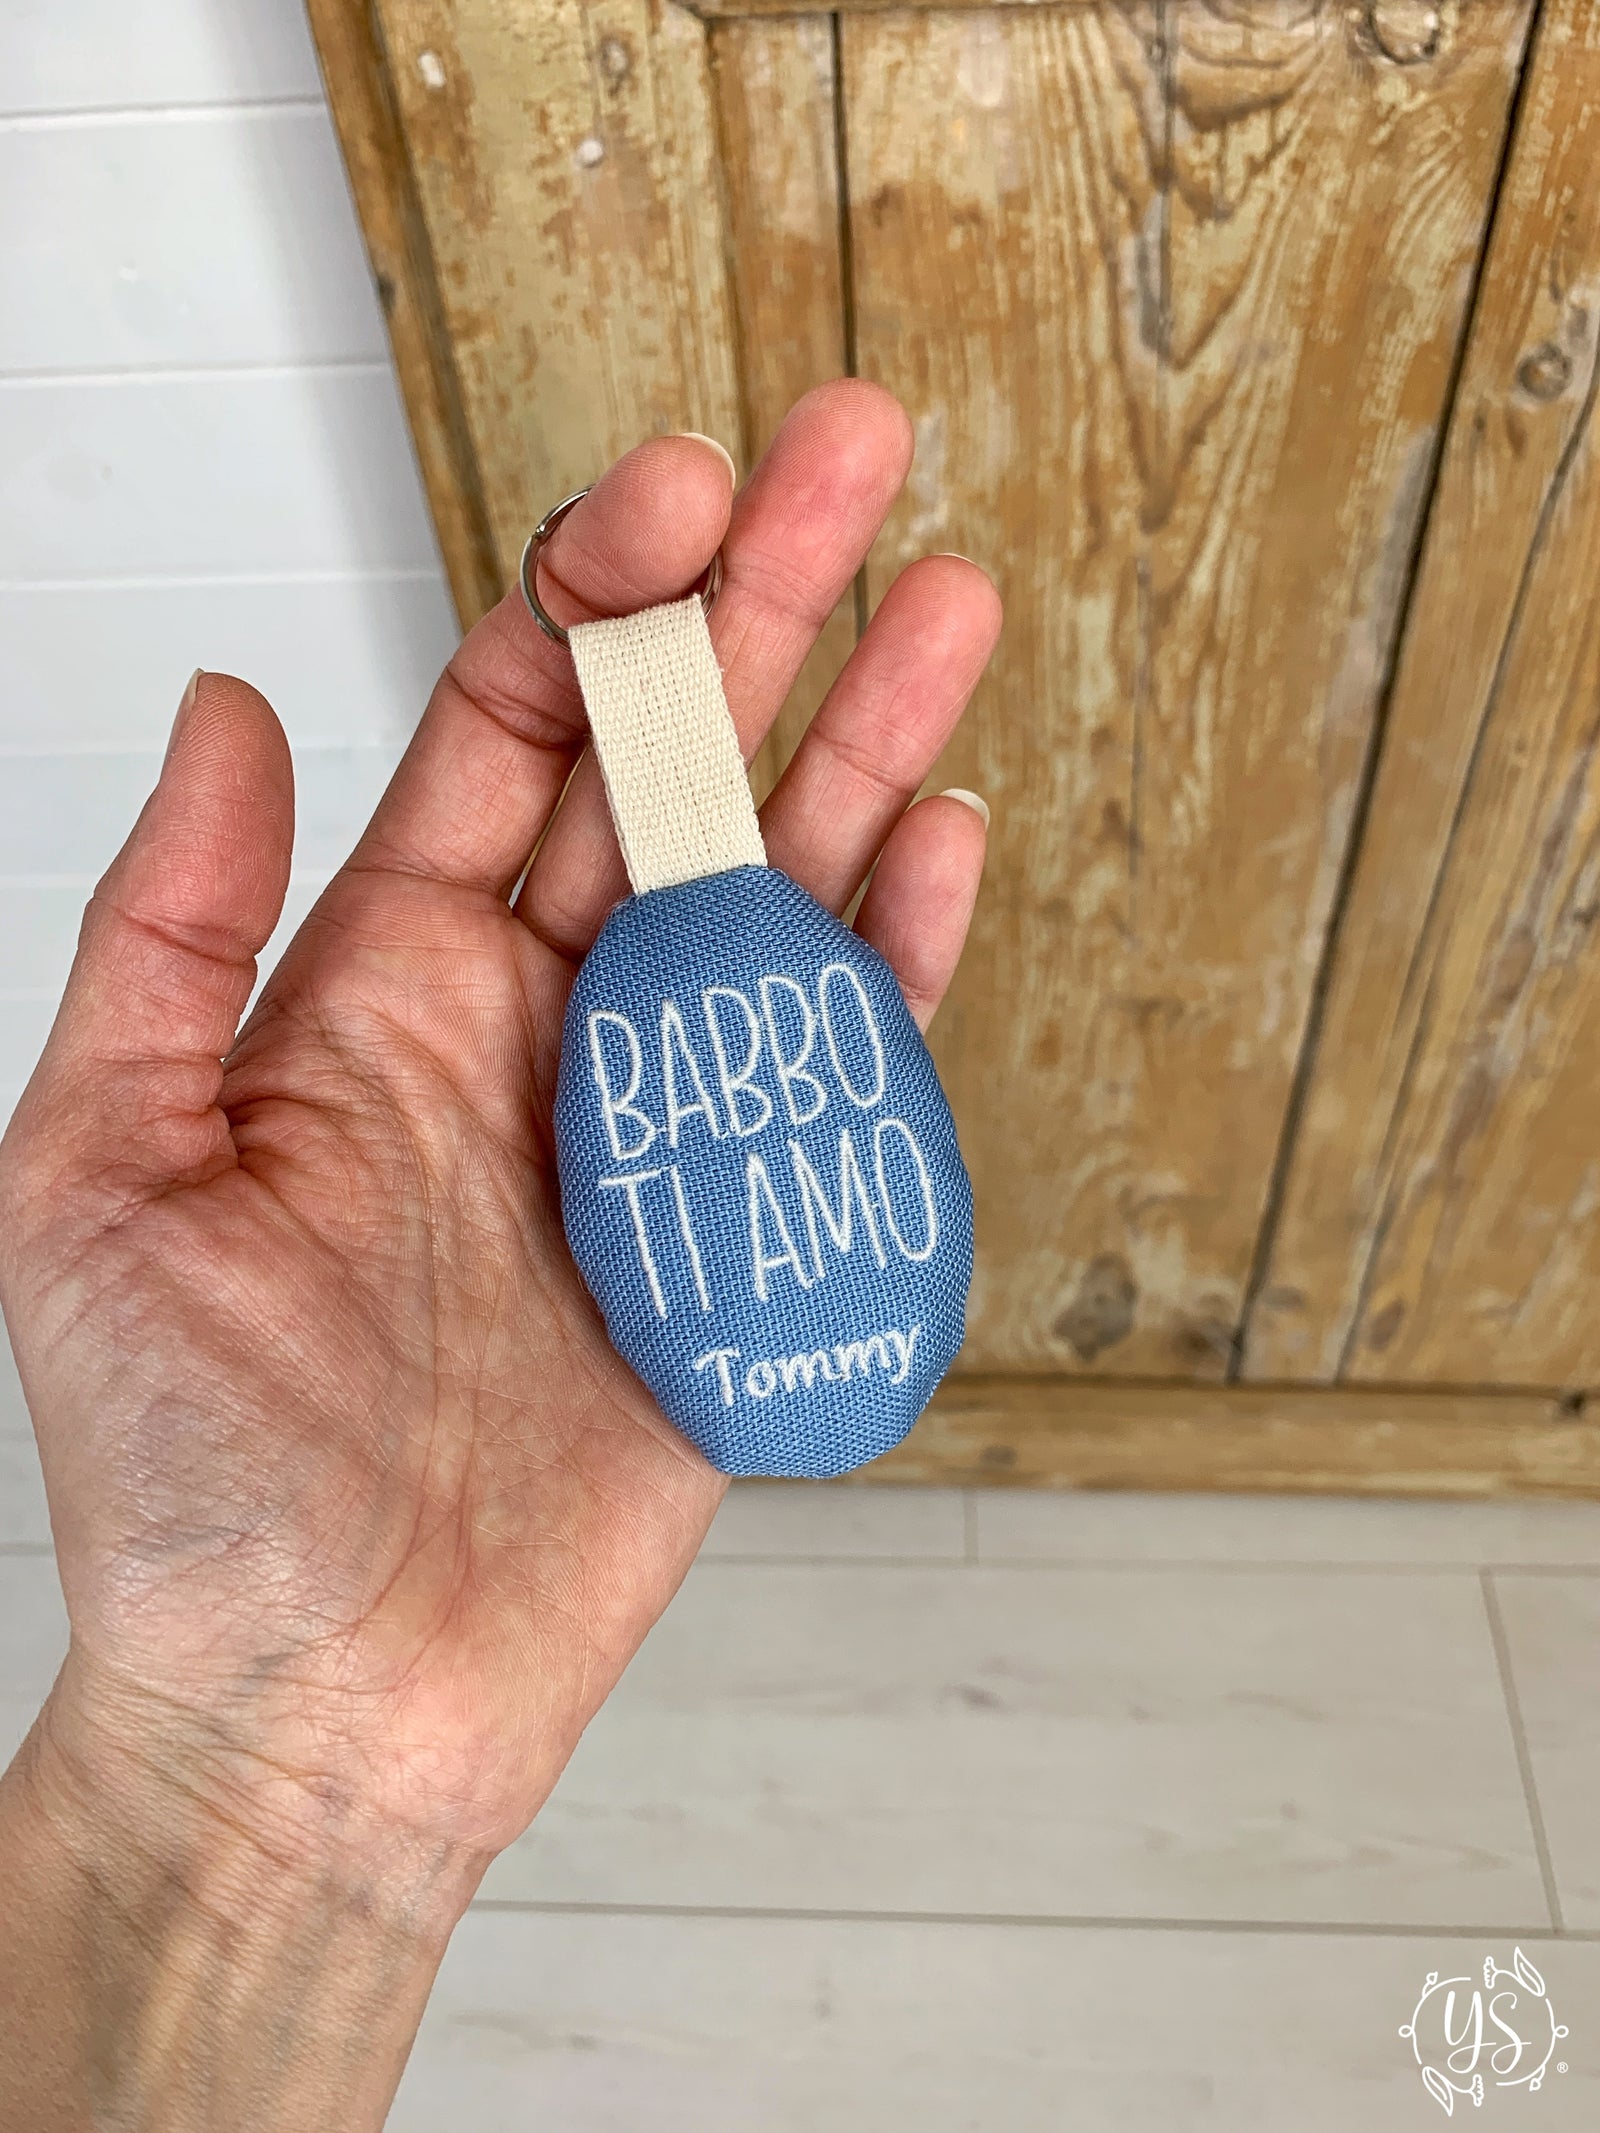 BABBO
TI AMO
Tommy
YS
®